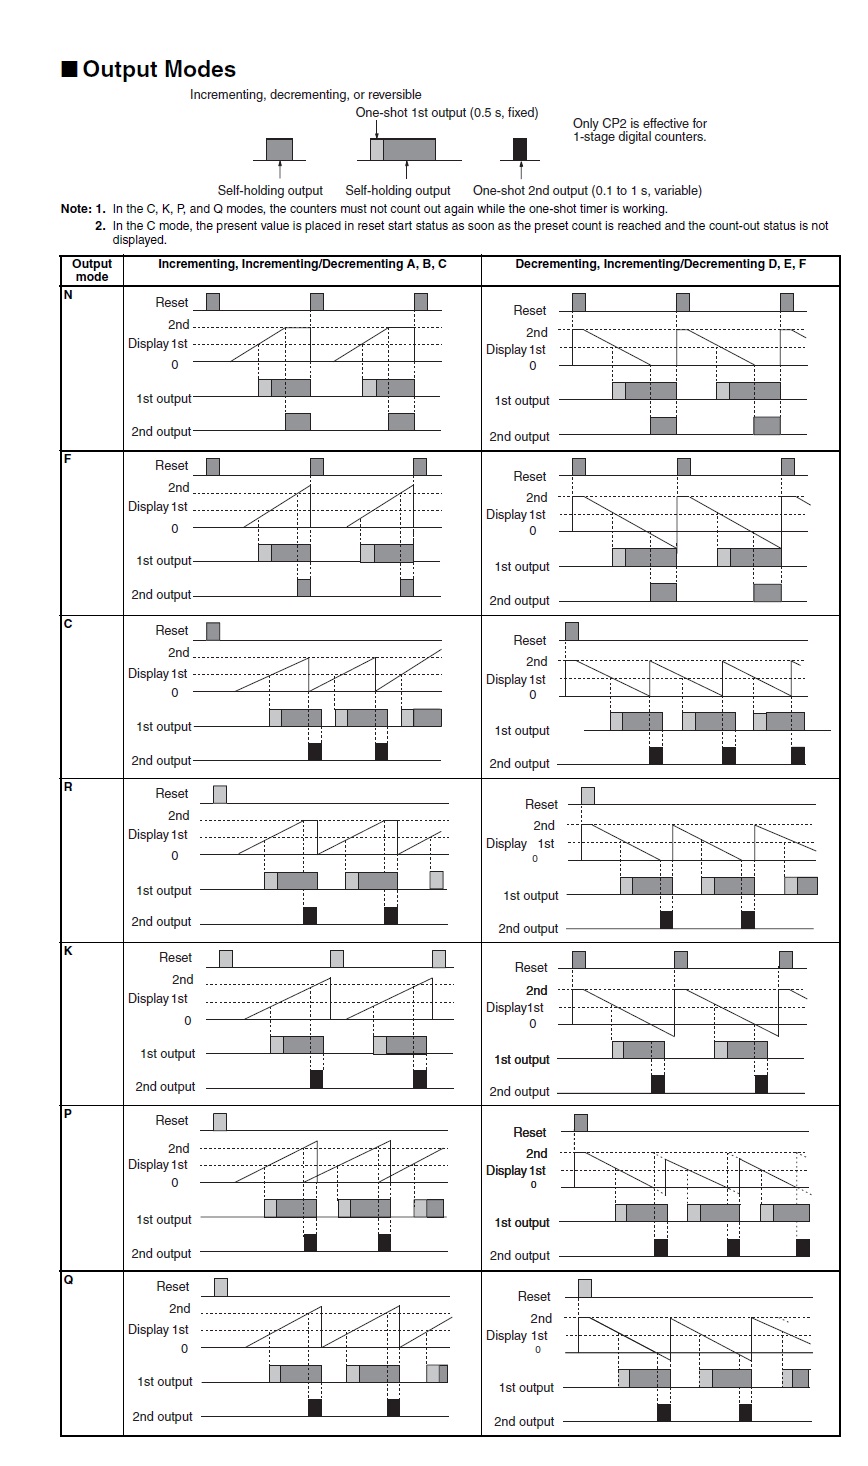 ■ Output Modes
Incrementing, decrementing, or reversible
One-shot 1st output (0.5 s, fixed)
Only CP2 is effective for
1-stage digital counters.
Self-holding output
Self-holding output
One-shot 2nd output (0.1 to 1 s, variable)
Note: 1. In the C, K, P, and Q modes, the counters must not count out again while the one-shot timer is working.
2. In the C mode, the present value is placed in reset start status as soon as the preset count is reached and the count-out status is not
displayed.
Output
mode
Incrementing, Incrementing/Decrementing A, B, C
Decrementing, Incrementing/Decrementing D, E, F
N
Reset
2nd
Display 1st
0
1st output
2nd output
Reset
2nd
Display 1st
0
1st output
2nd output
F
Reset
2nd
Display 1st
0
1st output
2nd output
Reset
2nd
Display 1st
0
1st output
2nd output
C
Reset
2nd
Display 1st
0
1st output
2nd output
Reset
2nd
Display 1st
0
1st output
2nd output
R
Reset
2nd
Display 1st
0
1st output
2nd output
Reset
2nd
Display 1st
0
1st output
2nd output
K
Reset
2nd
Display 1st
0
1st output
2nd output
Reset
2nd
Display1st
0
1st output
2nd output
P
Reset
2nd
Display 1st
0
1st output
2nd output
Reset
2nd
Display 1st
0
1st output
2nd output
Q
Reset
2nd
Display 1st
0
1st output
2nd output
Reset
2nd
Display 1st
0
1st output
2nd output